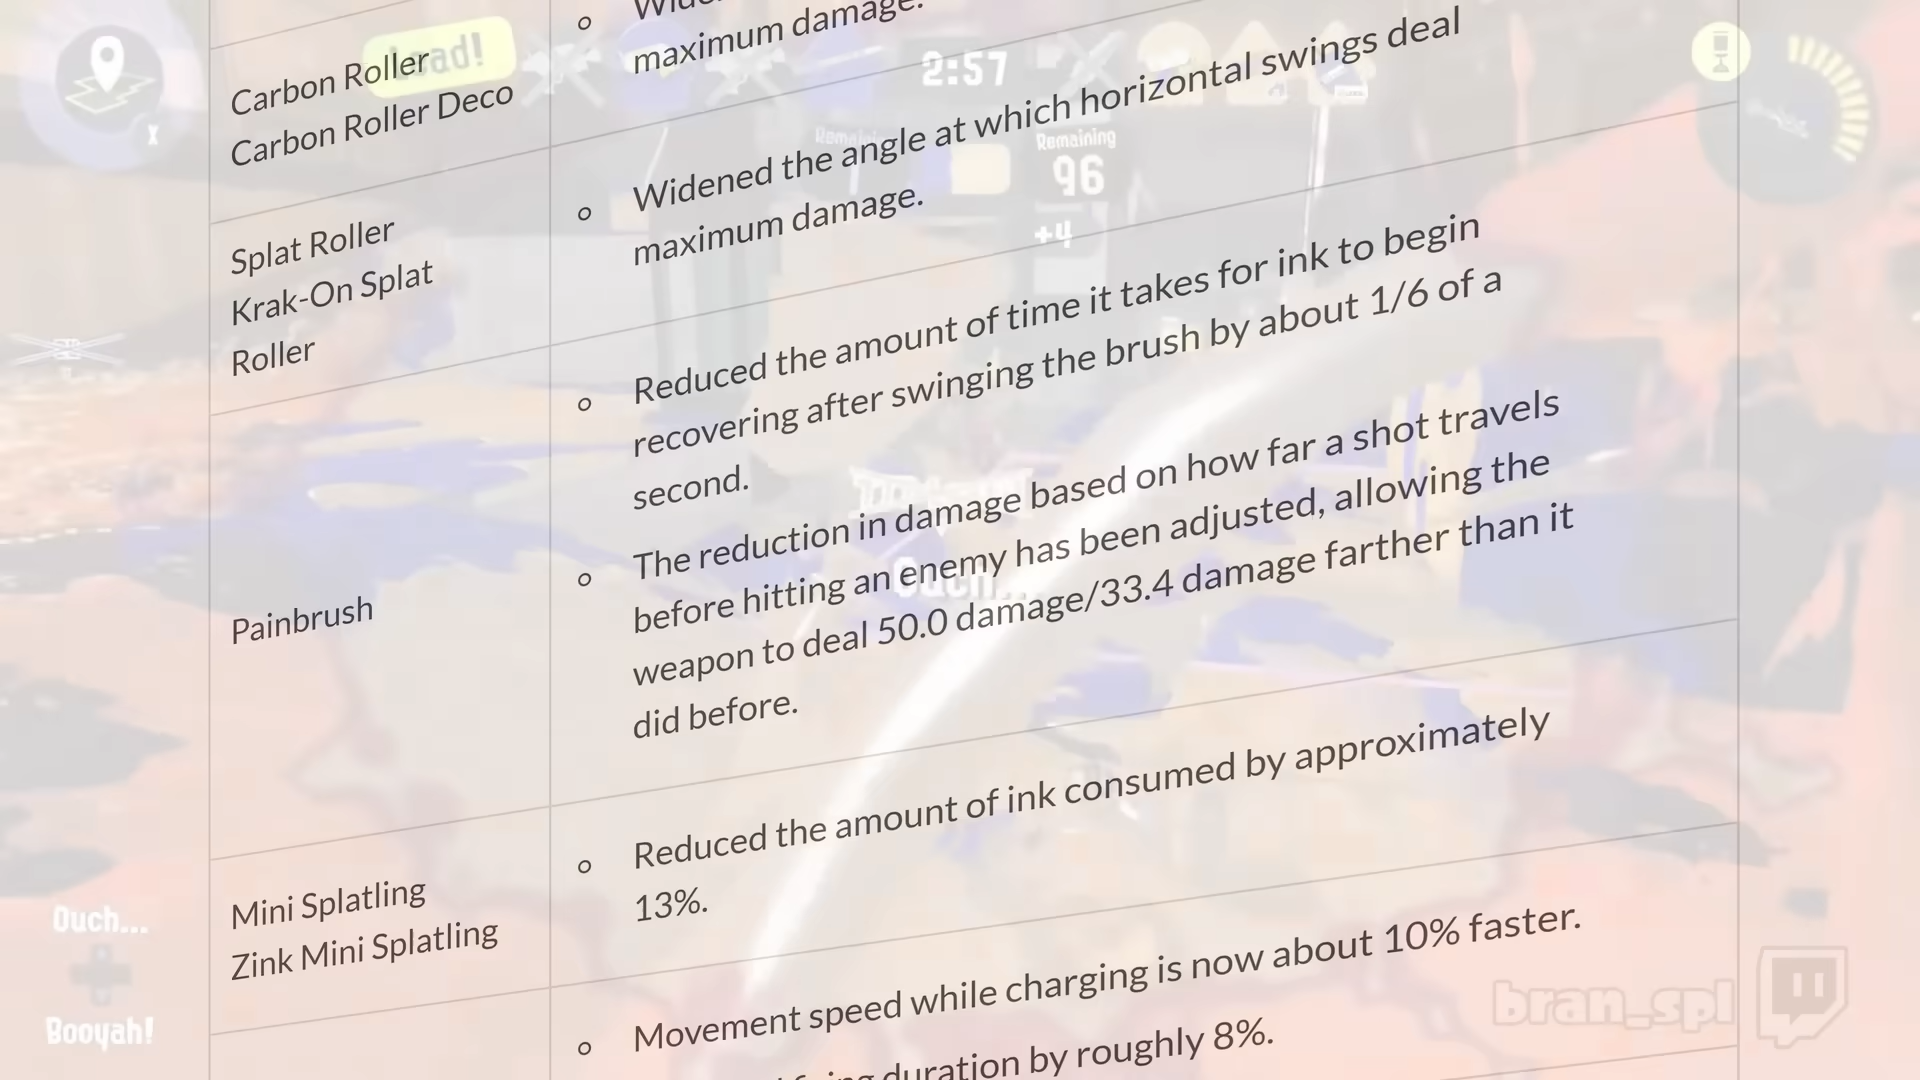 Lead!
2:57
Remaining
Remaining
96
+4
X
maximum damage.
Carbon Roller
Carbon Roller Deco
Widened the angle at which horizontal swings deal
maximum damage.
Splat Roller
Krak-On Splat
Roller
Reduced the amount of time it takes for ink to begin
recovering after swinging the brush by about 1/6 of a
second.
The reduction in damage based on how far a shot travels
before hitting an enemy has been adjusted, allowing the
weapon to deal 50.0 damage/33.4 damage farther than it
did before.
Painbrush
Ouch...
Reduced the amount of ink consumed by approximately
13%.
Mini Splatling
Zink Mini Splatling
Movement speed while charging is now about 10% faster.
duration by roughly 8%.
Ouch...
Booyah!
bran_spl